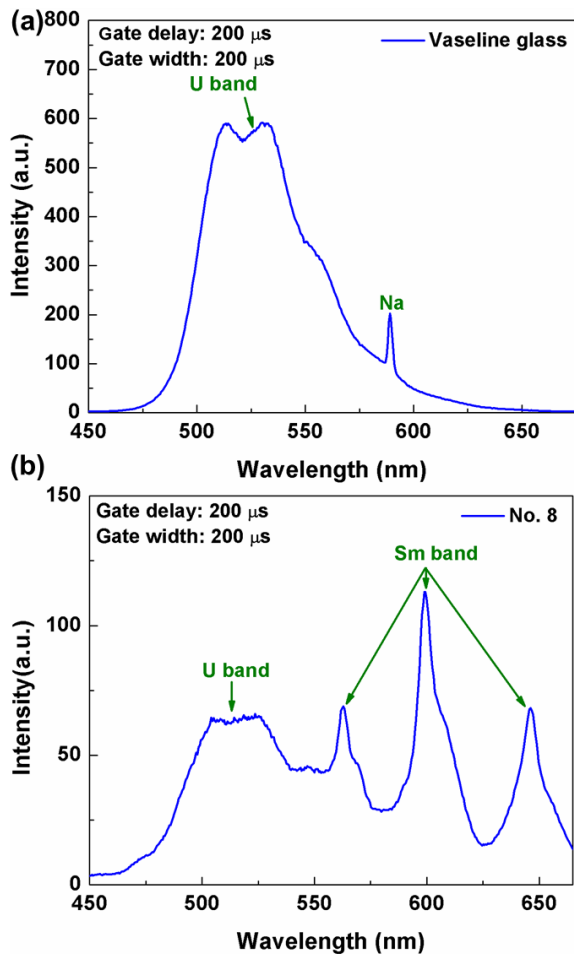 (a)
800
Gate delay: 200 μs
Vaseline glass
Gate width: 200 μs
700
U band
600
500
400
300
Na
200
100
0
450 500 550 600 650
Intensity (a.u.)
Wavelength (nm)
(b)
150
Gate delay: 200 μs
No. 8
Gate width: 200 μs
Sm band
100
U band
50
0
450 500 550 600 650
Intensity(a.u.)
Wavelength (nm)